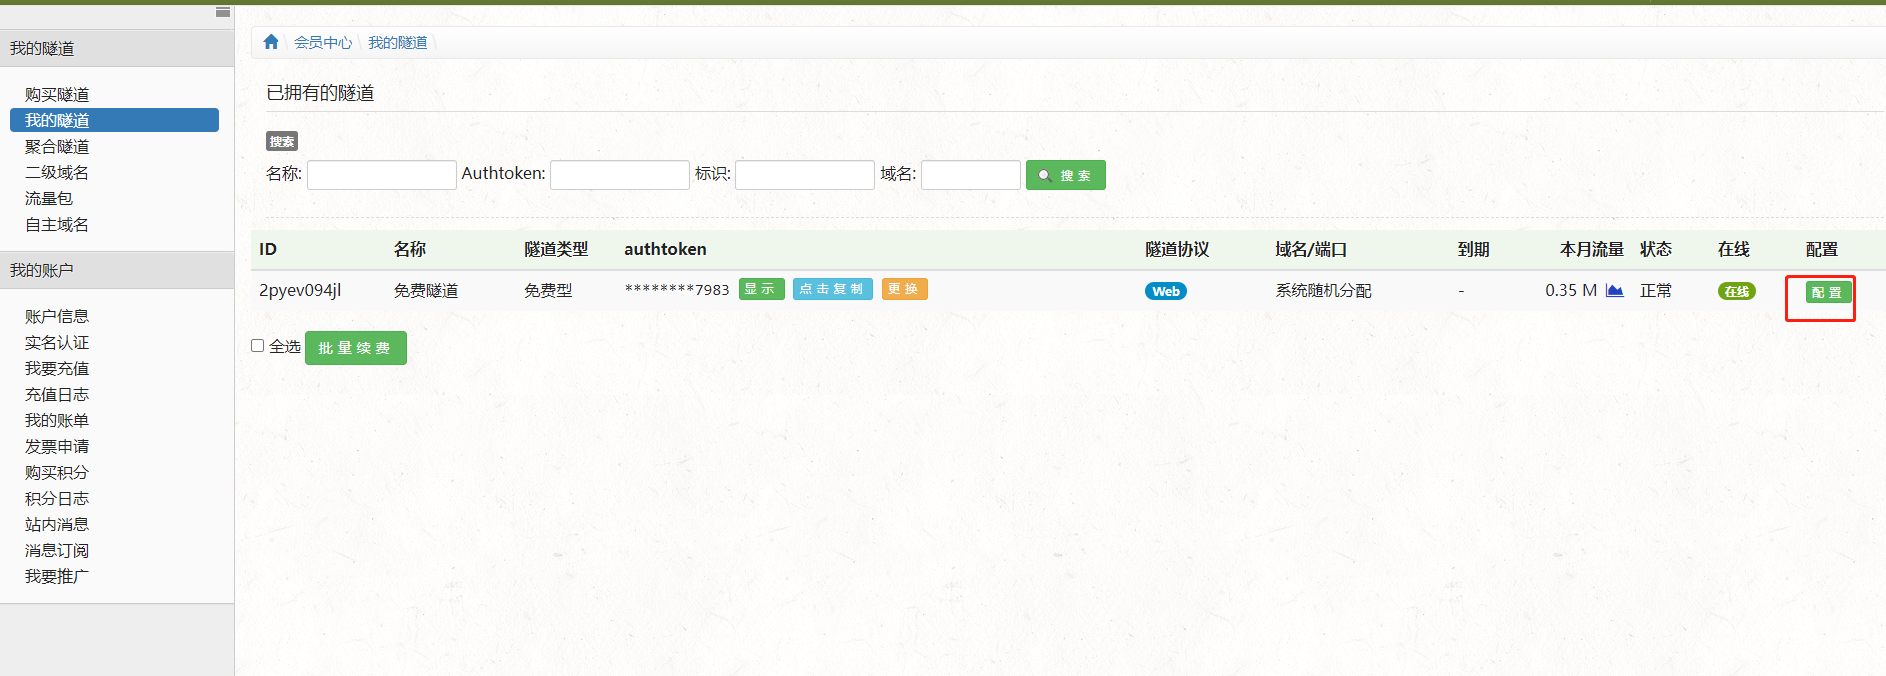 我的隧道
购买隧道
我的隧道
聚合隧道
二级域名
流量包
自主域名
我的账户
账户信息
实名认证
我要充值
充值日志
我的账单
发票申请
购买积分
积分日志
站内消息
消息订阅
我要推广
会员中心 \ 我的隧道 \
已拥有的隧道
搜索
名称: Authtoken: 标识: 域名: 搜索
ID 名称 隧道类型 authtoken 隧道协议 域名/端口 到期 本月流量 状态 在线 配置
2pyev094jl 免费隧道 免费型 ********7983 显示 点击复制 更换 Web 系统随机分配 - 0.35 M 正常 在线 配置
全选 批量续费